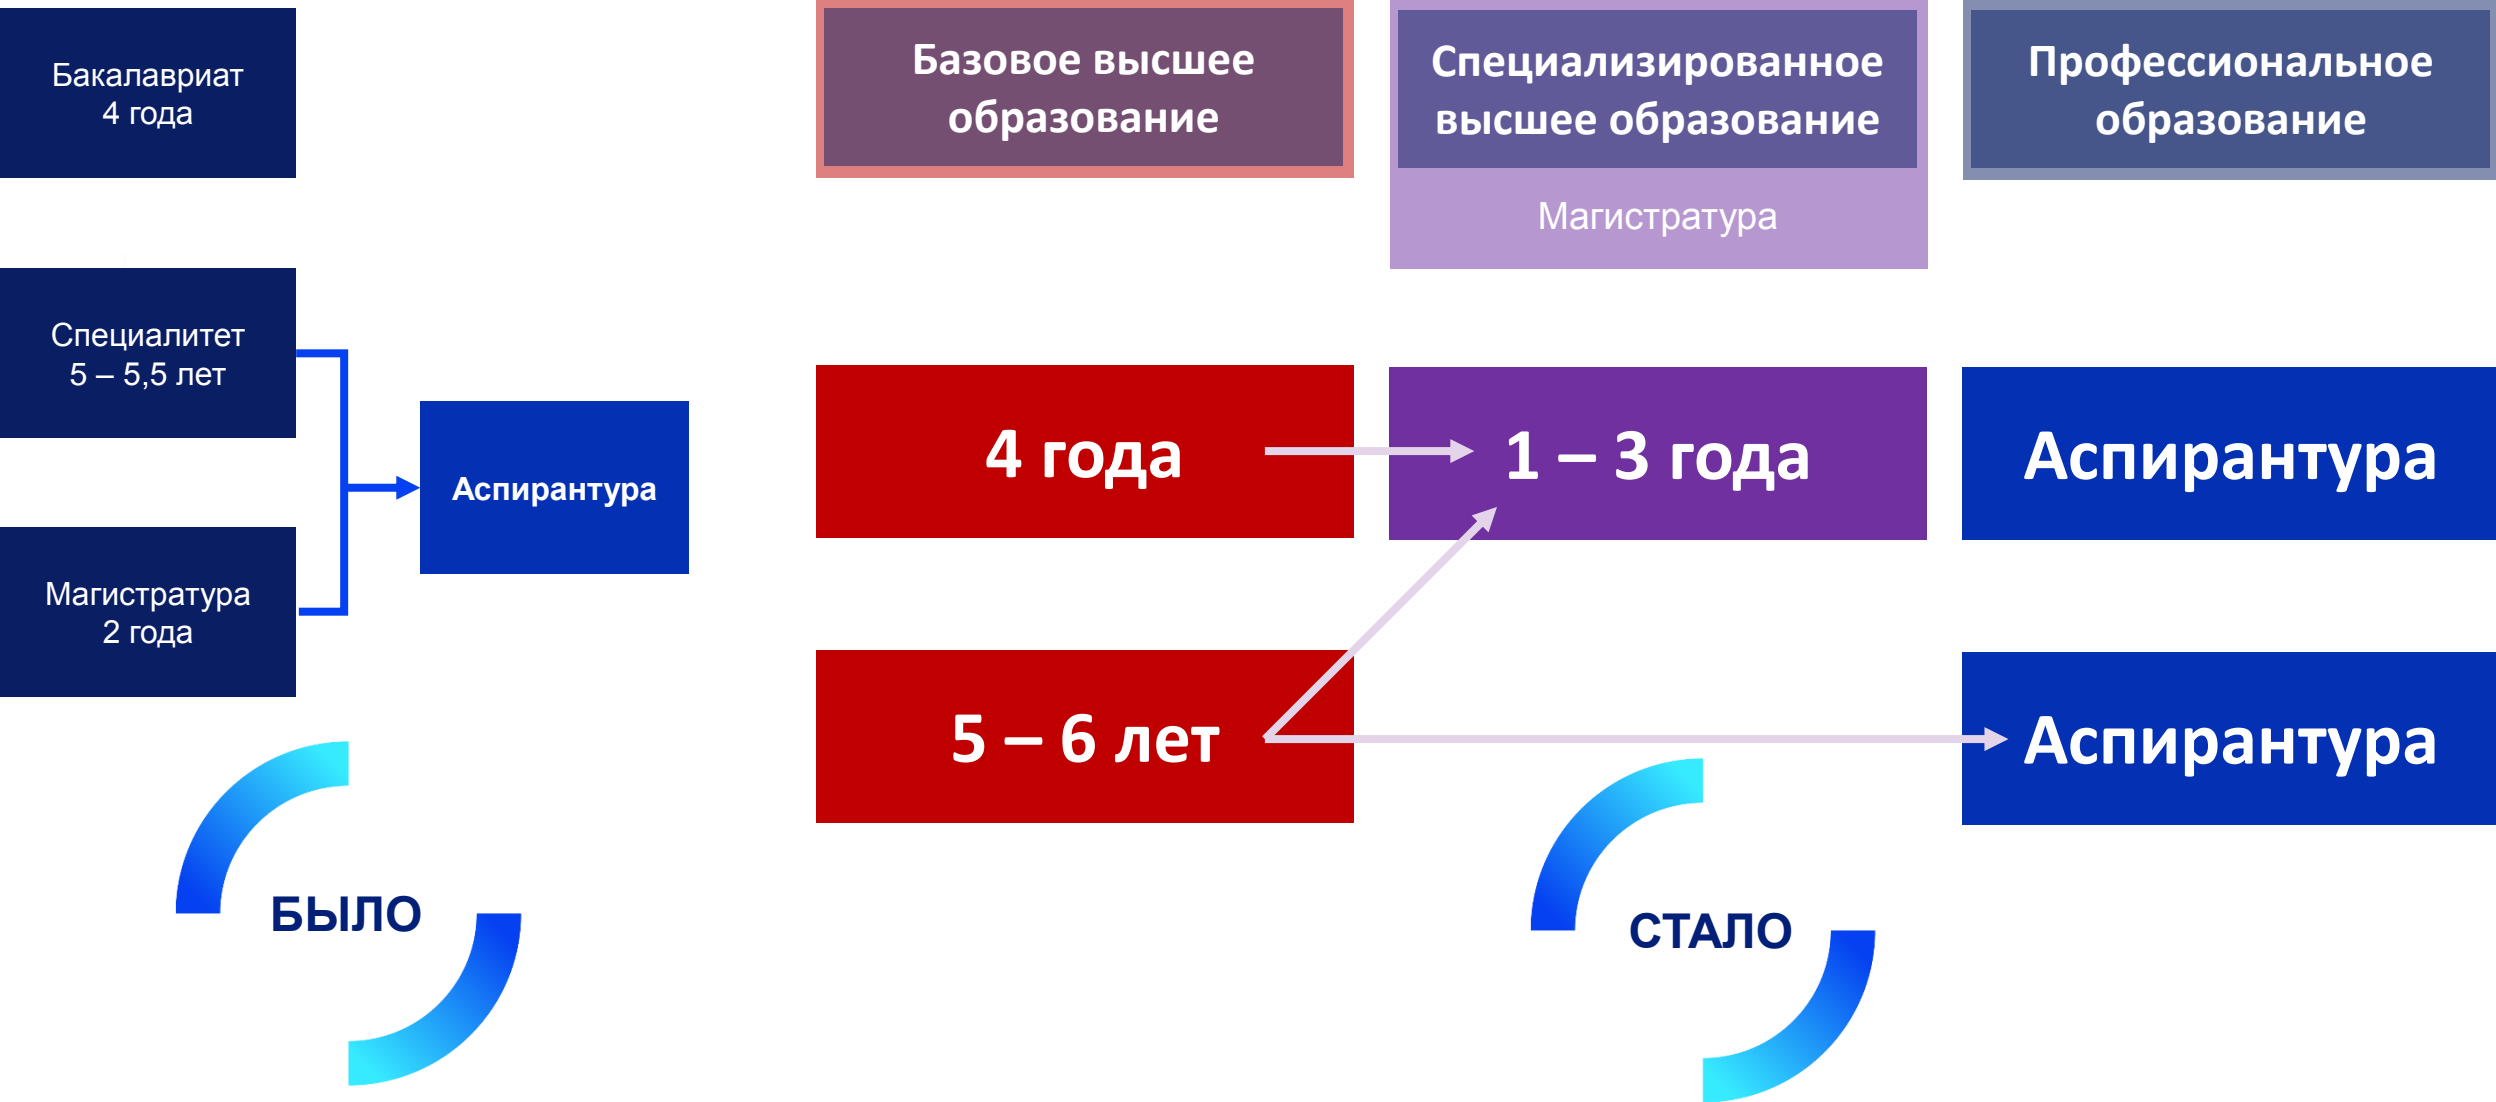 Бакалавриат
4 года
Специалитет
5 – 5,5 лет
Магистратура
2 года
Аспирантура
БЫЛО
Базовое высшее
образование
Специализированное
высшее образование
Магистратура
Профессиональное
образование
4 года
1 – 3 года
Аспирантура
5 – 6 лет
Аспирантура
СТАЛО